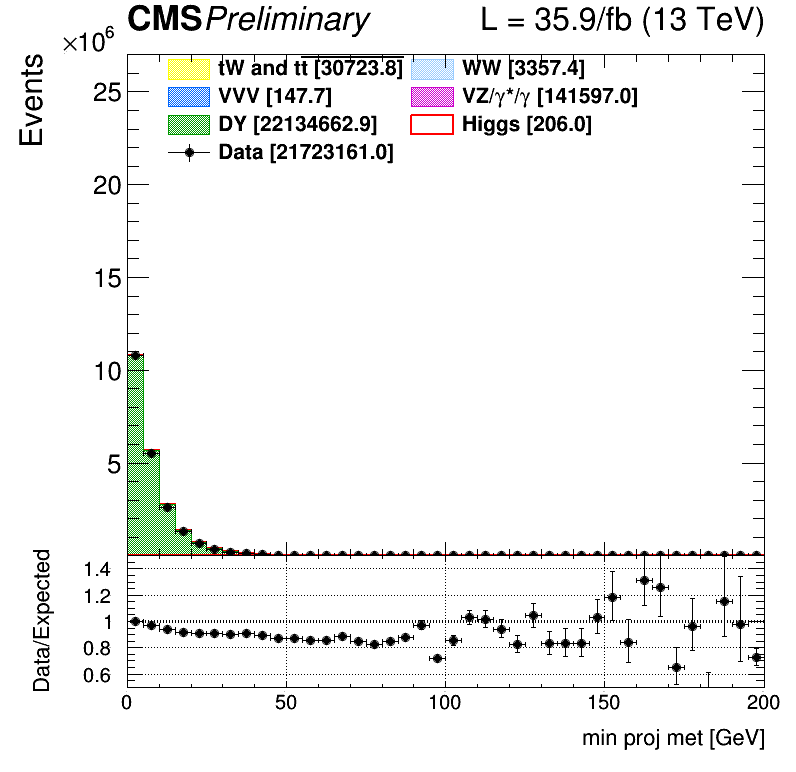 CMS Preliminary L = 35.9/fb (13 TeV)
×10⁶
Events
tW and tt [30723.8] WW [3357.4]
VVV [147.7] VZ/γ*/γ [141597.0]
DY [22134662.9] Higgs [206.0]
Data [21723161.0]
25
20
15
10
5
Data/Expected
1.4
1.2
1
0.8
0.6
0 50 100 150 200
min proj met [GeV]